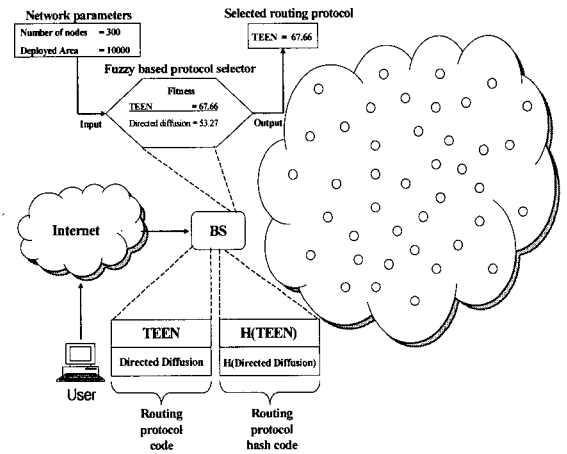 Network parameters
Number of nodes = 300
Deployed Area = 10000
Selected routing protocol
TEEN = 67.66
Fuzzy based protocol selector
Fitness
TEEN = 67.66
Directed diffusion = 53.27
Input
Output
Internet
BS
User
TEEN
Directed Diffusion
H(TEEN)
H(Directed Diffusion)
Routing
protocol
code
Routing
protocol
hash code